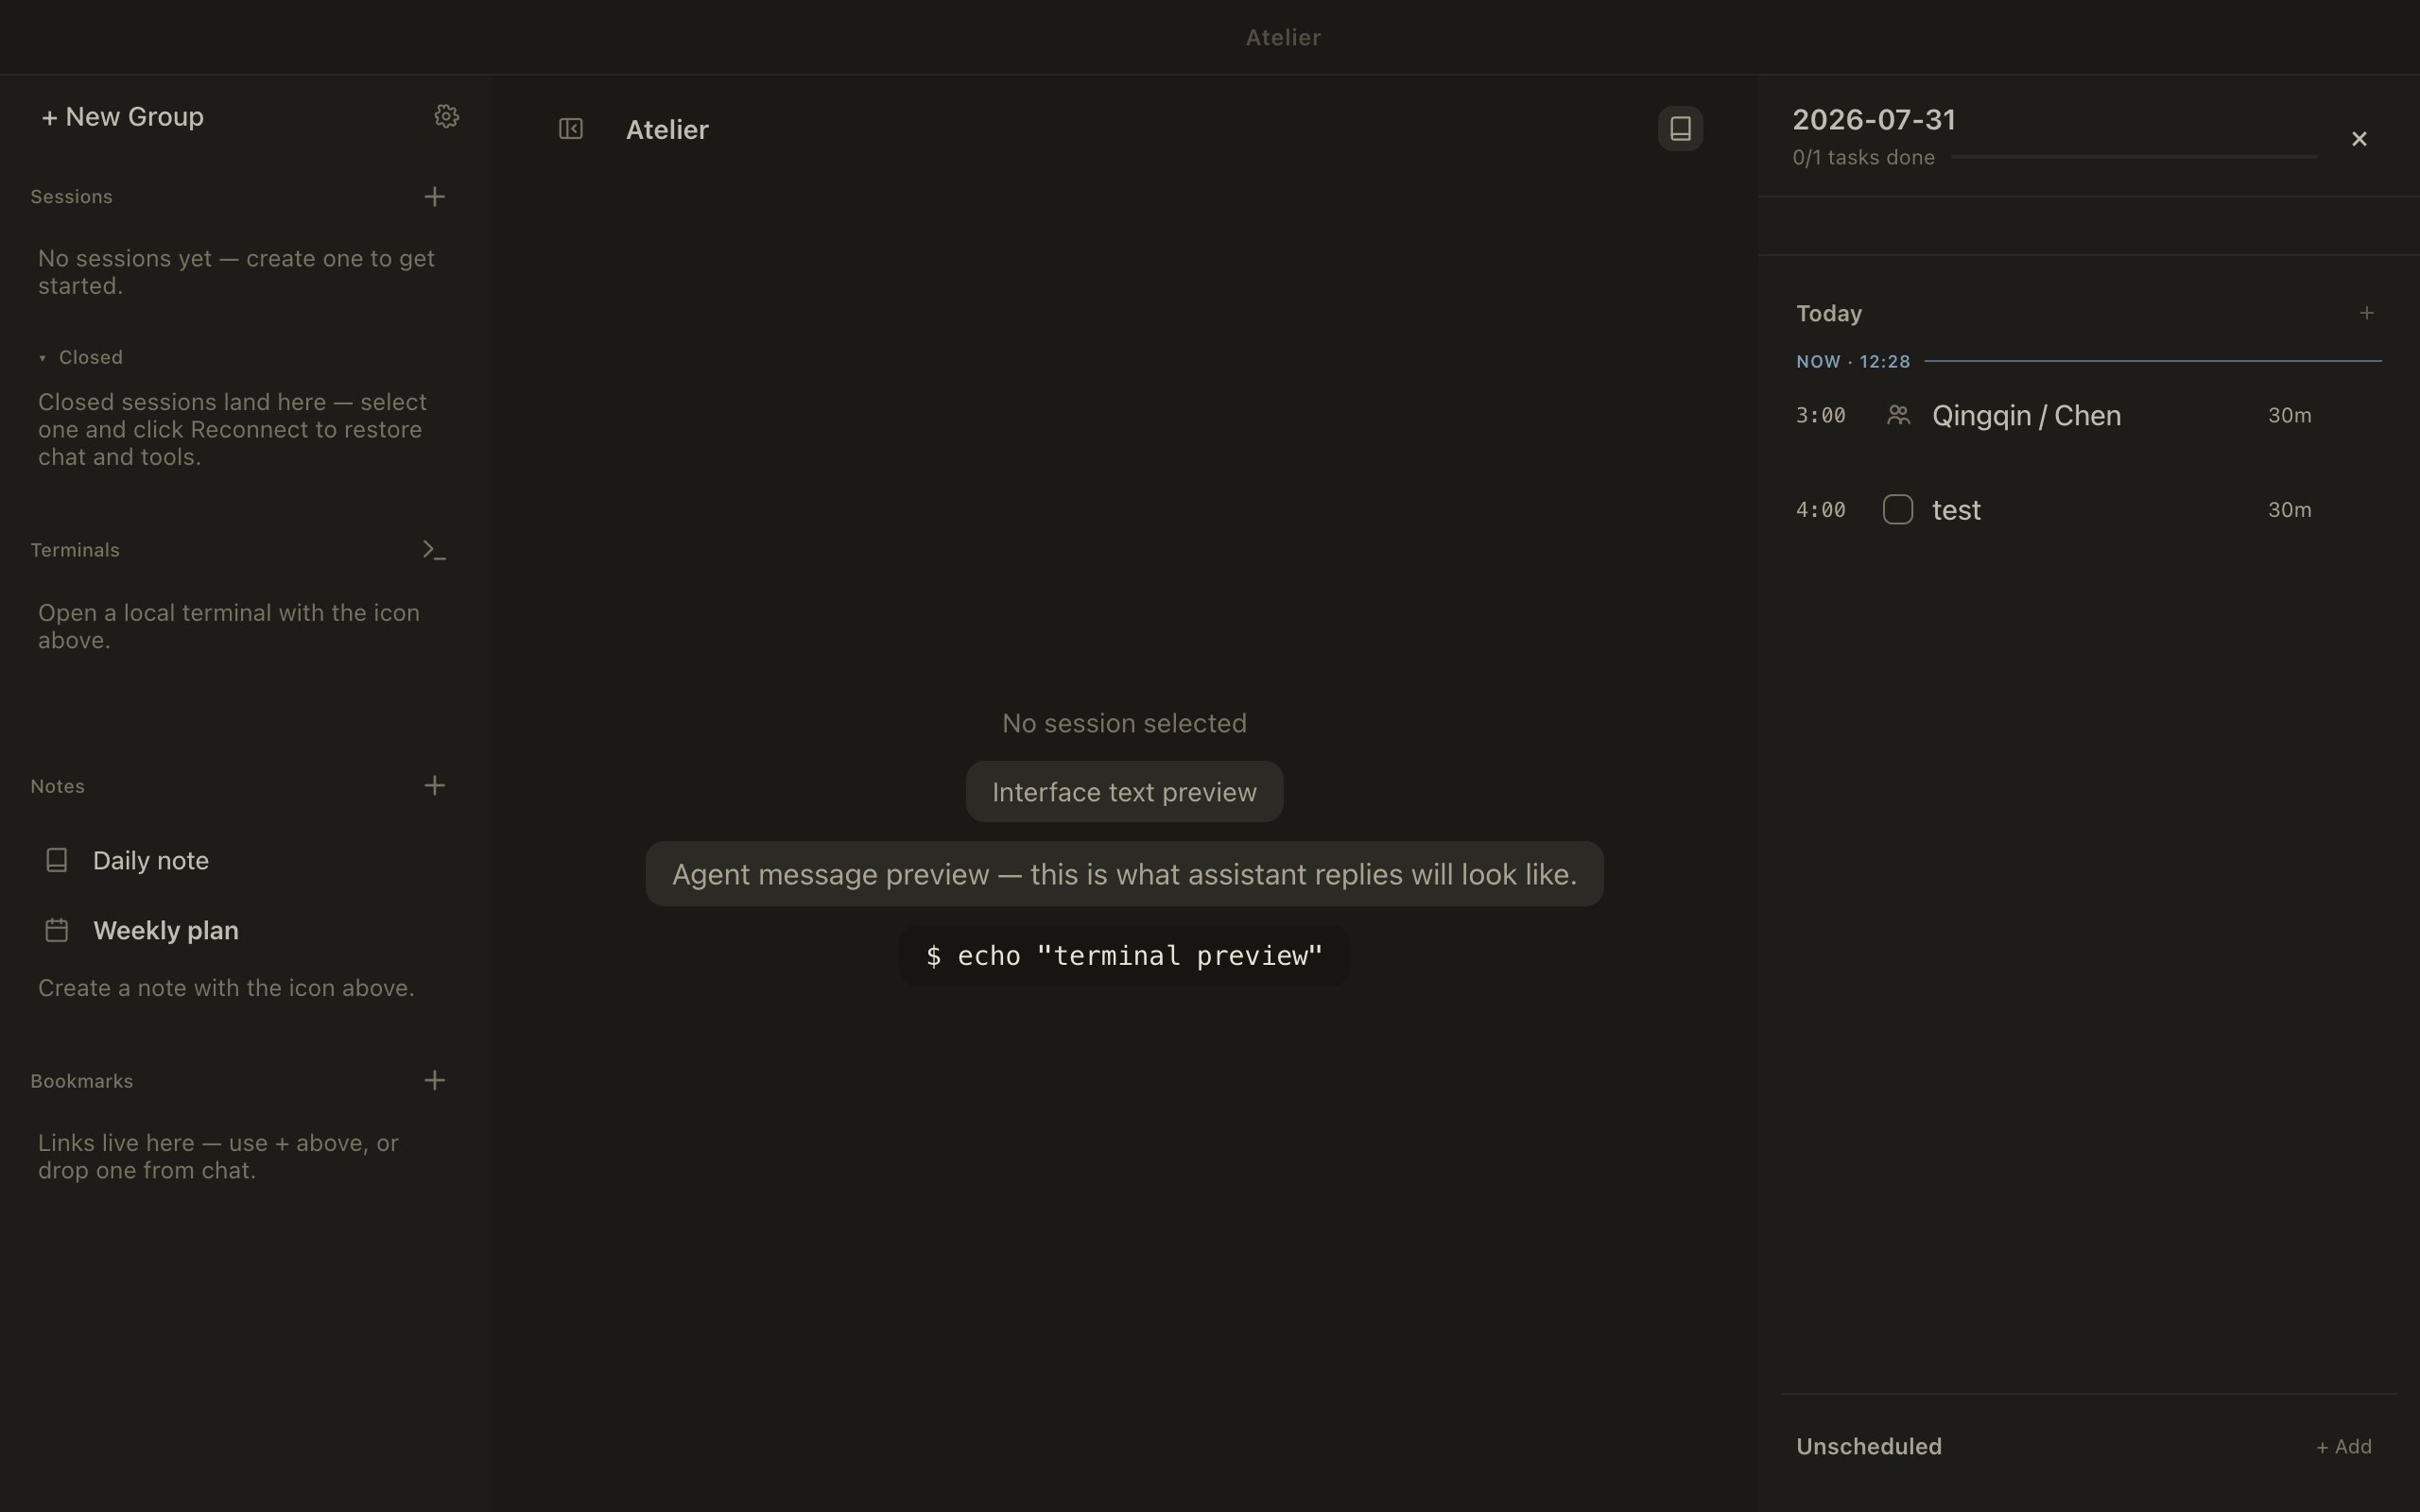 Atelier
+ New Group
Sessions
No sessions yet — create one to get
started.
Closed
Closed sessions land here — select
one and click Reconnect to restore
chat and tools.
Terminals
Open a local terminal with the icon
above.
Notes
Daily note
Weekly plan
Create a note with the icon above.
Bookmarks
Links live here — use + above, or
drop one from chat.
Atelier
No session selected
Interface text preview
Agent message preview — this is what assistant replies will look like.
$ echo "terminal preview"
2026-07-31
0/1 tasks done
Today
NOW · 12:28
3:00 Qingqin / Chen 30m
4:00 test 30m
Unscheduled + Add